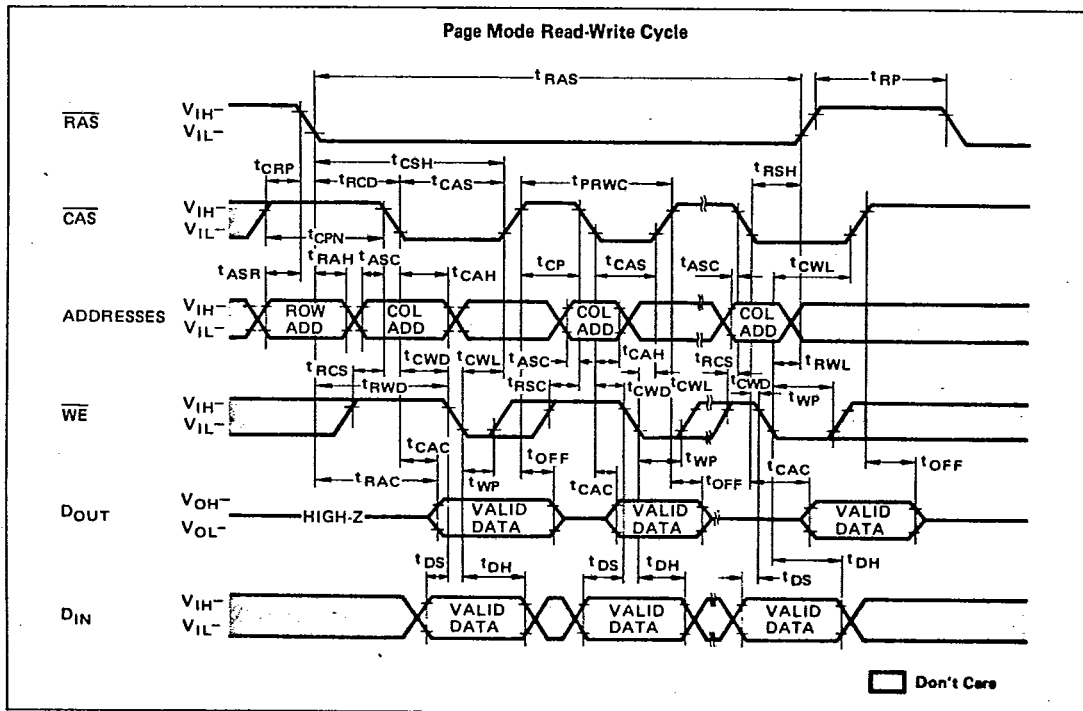 Page Mode Read-Write Cycle
tRAS
tRP
RAS
VIH-
VIL-
tCRP
tCSH
tRSH
tRCD
tCAS
tPRWC
CAS
VIH-
VIL-
tCPN
tASR
tRAH
tASC
tCAH
tCP
tCAS
tASC
tCWL
ADDRESSES
VIH-
VIL-
ROW ADD
COL ADD
COL ADD
COL ADD
tRCS
tCWD
tCWL
tASC
tCAH
tRCS
tRWL
tRWD
tRSC
tCWD
tCWL
tCWD
tWP
WE
VIH-
VIL-
tCAC
tWP
tOFF
tCAC
tWP
tOFF
tCAC
tOFF
tRAC
DOUT
VOH-
VOL-
HIGH-Z
VALID DATA
VALID DATA
VALID DATA
tDS
tDH
tDS
tDH
tDS
tDH
DIN
VIH-
VIL-
VALID DATA
VALID DATA
VALID DATA
Don't Care